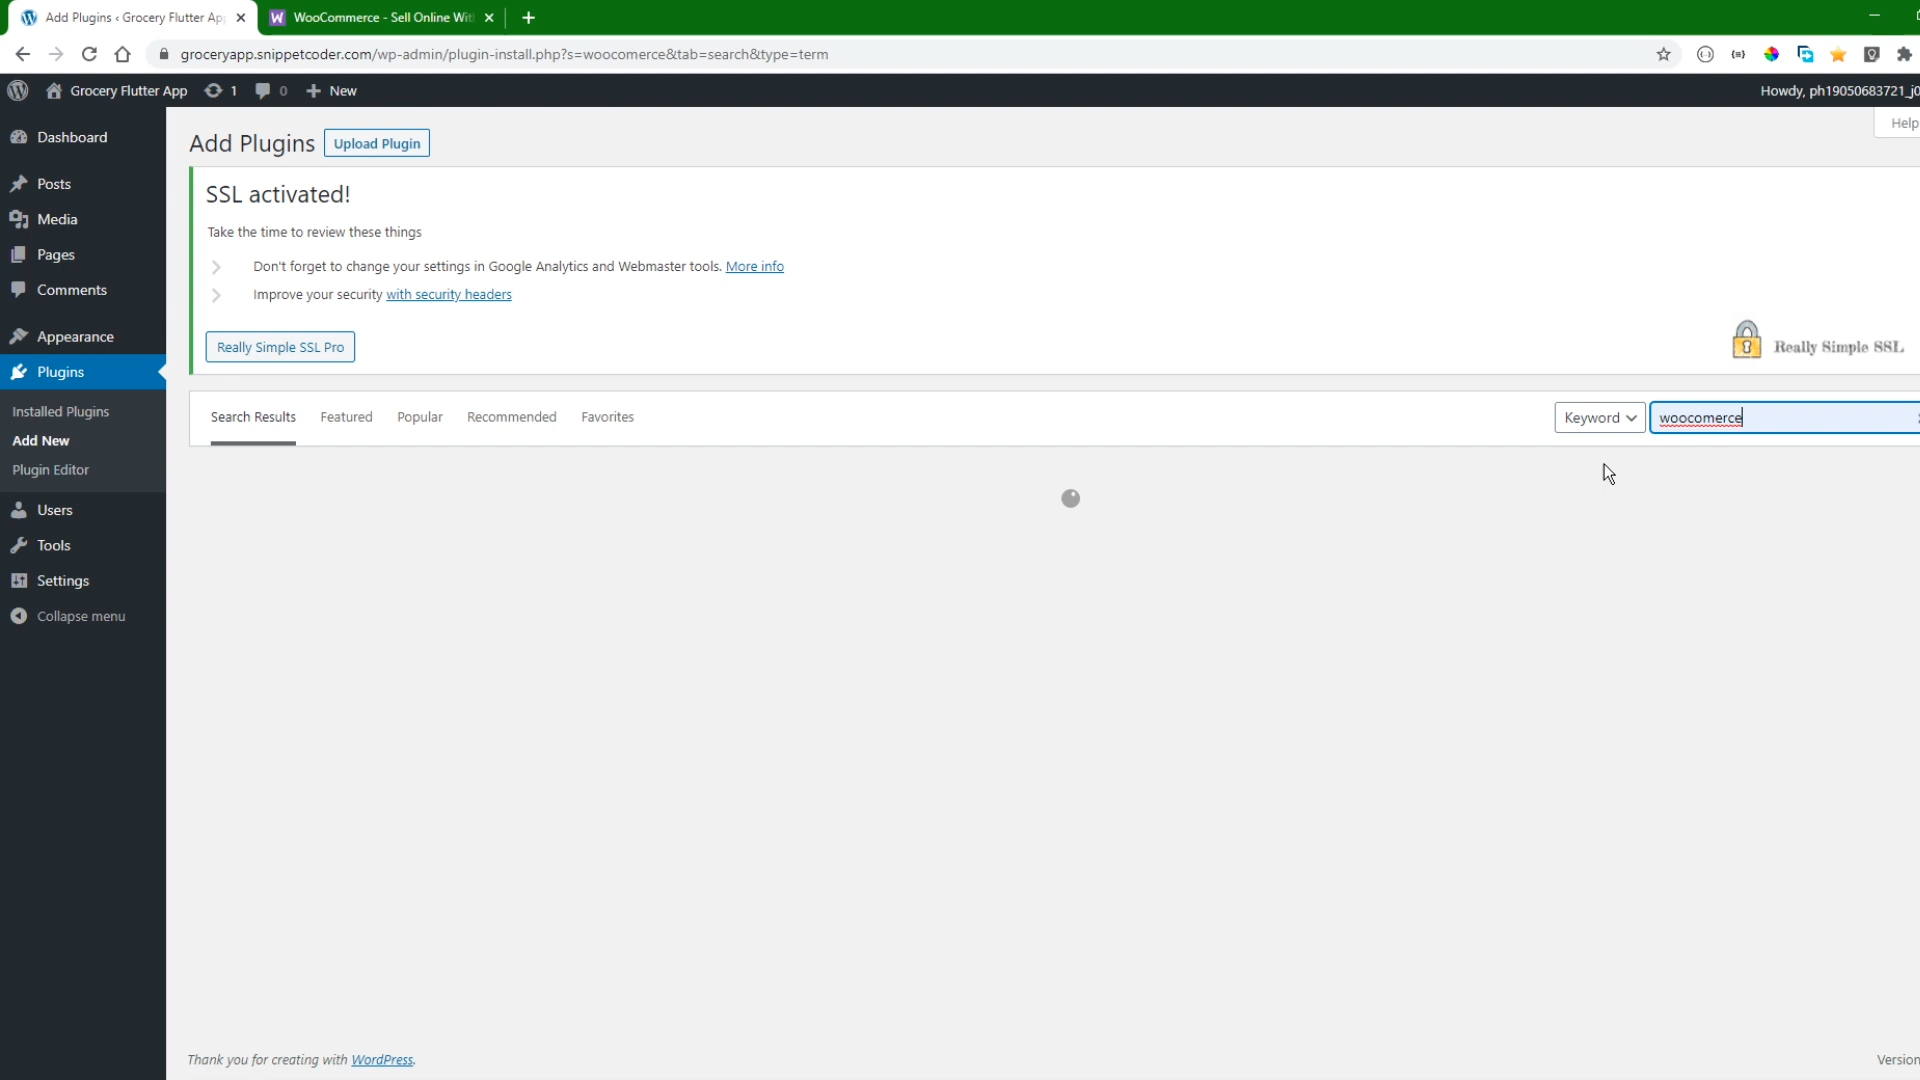 Add Plugins ‹ Grocery Flutter Ap
WooCommerce - Sell Online Wit
groceryapp.snippetcoder.com/wp-admin/plugin-install.php?s=woocomerce&tab=search&type=term
Grocery Flutter App 1 0 New
Howdy, ph19050683721_j0
Help
Dashboard
Posts
Media
Pages
Comments
Appearance
Plugins
Installed Plugins
Add New
Plugin Editor
Users
Tools
Settings
Collapse menu
Add Plugins Upload Plugin
SSL activated!
Take the time to review these things
Don't forget to change your settings in Google Analytics and Webmaster tools. More info
Improve your security with security headers
Really Simple SSL Pro
Really Simple SSL
Search Results Featured Popular Recommended Favorites
Keyword woocomerce
Thank you for creating with WordPress.
Version